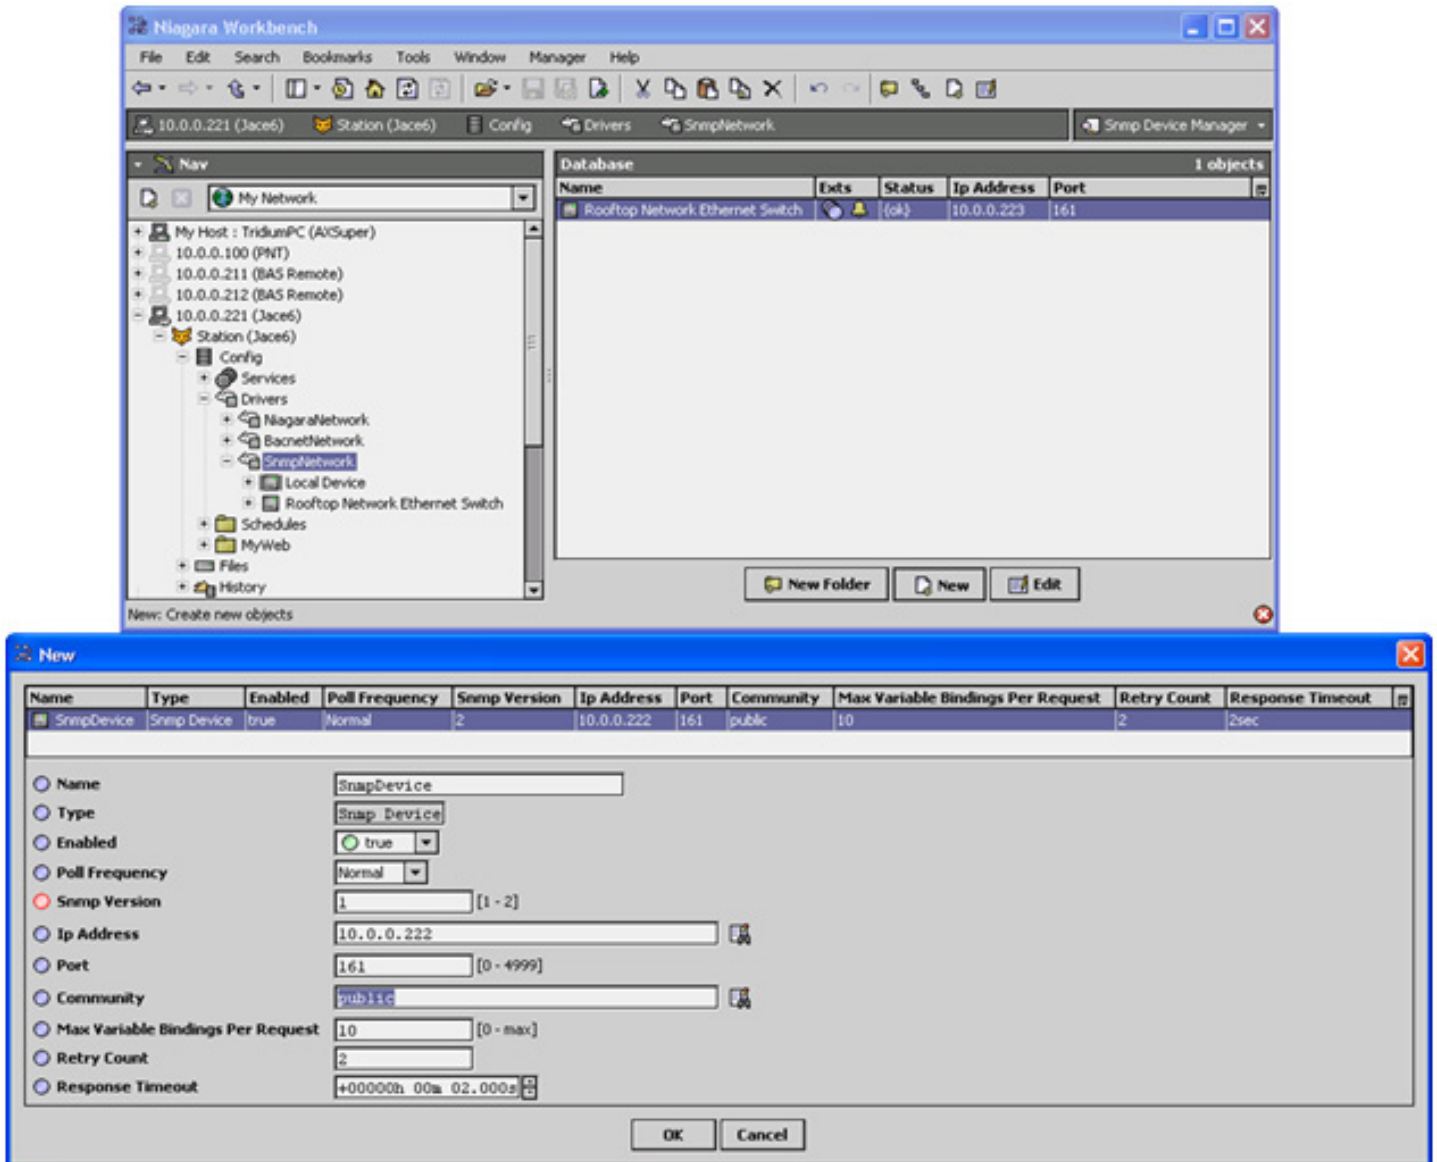 Niagara Workbench
File Edit Search Bookmarks Tools Window Manager Help
10.0.0.221 (Jace6) Station (Jace6) Config Drivers SnmpNetwork Snmp Device Manager
Nav
My Network
My Host : TridiumPC (AXSuper)
10.0.0.100 (PNT)
10.0.0.211 (BAS Remote)
10.0.0.212 (BAS Remote)
10.0.0.221 (Jace6)
Station (Jace6)
Config
Services
Drivers
NiagaraNetwork
BacnetNetwork
SnmpNetwork
Local Device
Rooftop Network Ethernet Switch
Schedules
MyWeb
Files
History
Database 1 objects
Name Exts Status Ip Address Port
Rooftop Network Ethernet Switch {ok} 10.0.0.223 161
New Folder New Edit
New: Create new objects
New
Name Type Enabled Poll Frequency Snmp Version Ip Address Port Community Max Variable Bindings Per Request Retry Count Response Timeout
SnmpDevice Snmp Device true Normal 2 10.0.0.222 161 public 10 2 2sec
Name SnmpDevice
Type Snmp Device
Enabled true
Poll Frequency Normal
Snmp Version 1 [1 - 2]
Ip Address 10.0.0.222
Port 161 [0 - 4999]
Community public
Max Variable Bindings Per Request 10 [0 - max]
Retry Count 2
Response Timeout +00000h 00m 02.000s
OK Cancel